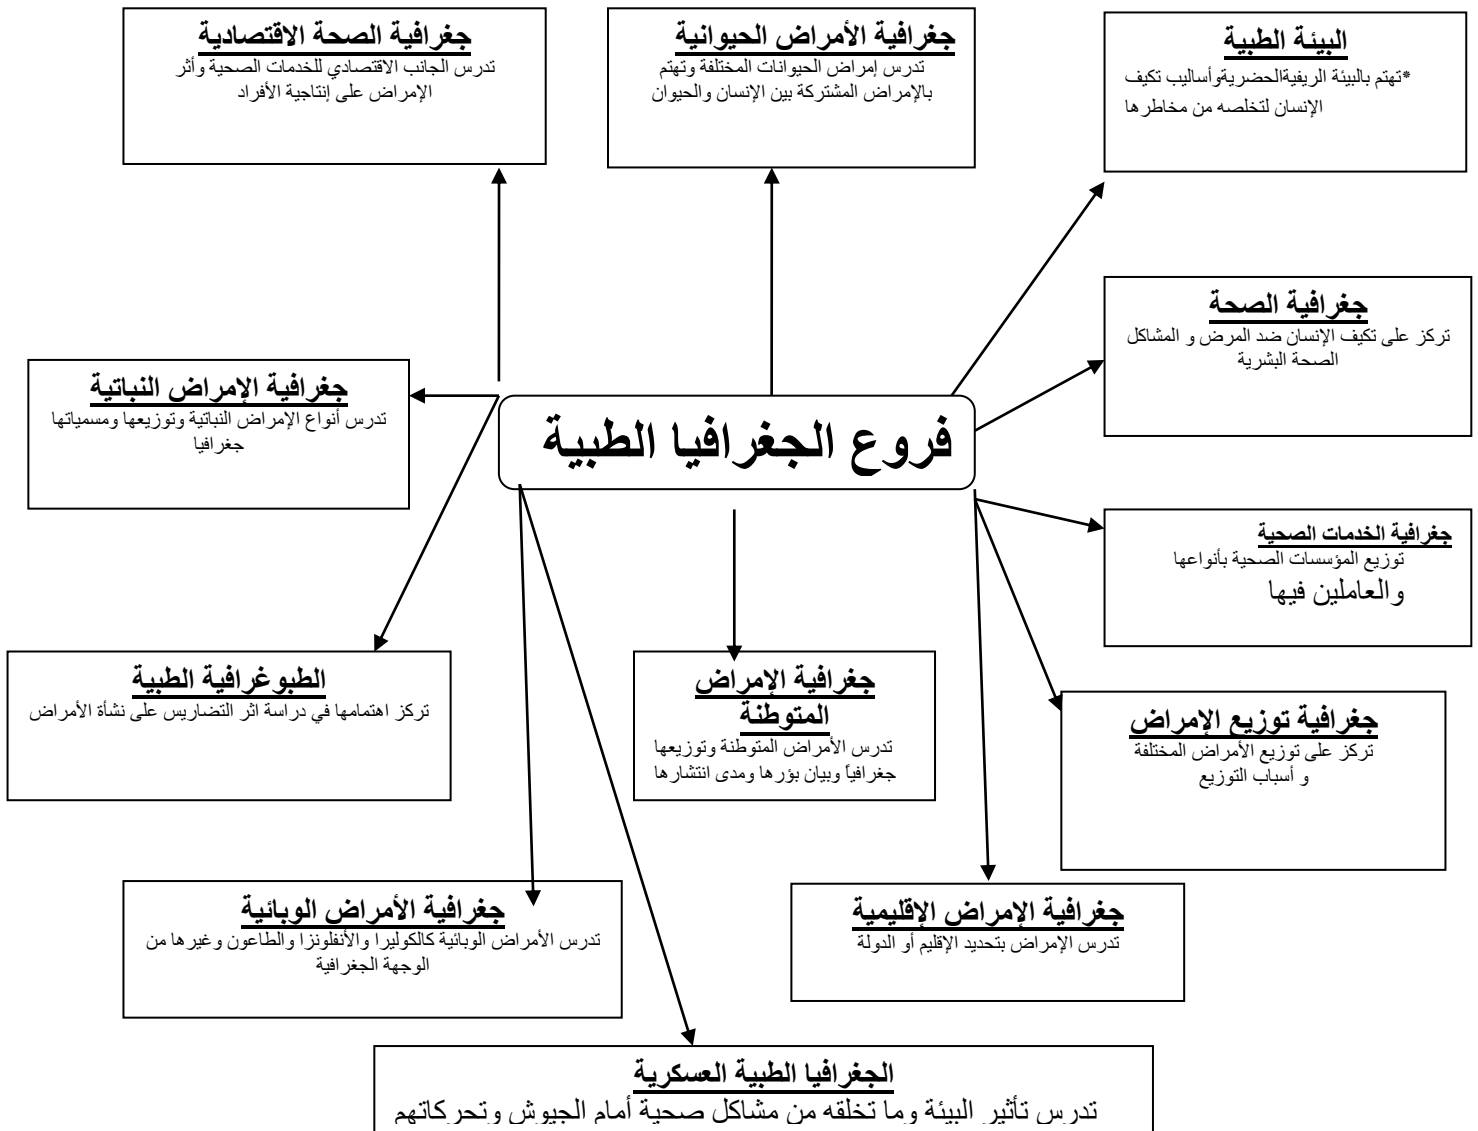 البيئة الطبية
*تهتم بالبيئة الريفيةالحضريةوأساليب تكيف
الإنسان لتخلصه من مخاطرها
جغرافية الأمراض الحيوانية
تدرس إمراض الحيوانات المختلفة وتهتم
بالإمراض المشتركة بين الإنسان والحيوان
جغرافية الصحة الاقتصادية
تدرس الجانب الاقتصادي للخدمات الصحية وأثر
الإمراض على إنتاجية الأفراد
جغرافية الصحة
تركز على تكيف الإنسان ضد المرض و المشاكل
الصحة البشرية
جغرافية الإمراض النباتية
تدرس أنواع الإمراض النباتية وتوزيعها ومسمياتها
جغرافيا
فروع الجغرافيا الطبية
جغرافية الخدمات الصحية
توزيع المؤسسات الصحية بأنواعها
والعاملين فيها
جغرافية الإمراض
المتوطنة
تدرس الأمراض المتوطنة وتوزيعها
جغرافياً وبيان بؤرها ومدى انتشارها
الطبوغرافية الطبية
تركز اهتمامها في دراسة اثر التضاريس على نشأة الأمراض
جغرافية توزيع الإمراض
تركز على توزيع الأمراض المختلفة
و أسباب التوزيع
جغرافية الإمراض الإقليمية
تدرس الإمراض بتحديد الإقليم أو الدولة
جغرافية الأمراض الوبائية
تدرس الأمراض الوبائية كالكوليرا والأنفلونزا والطاعون وغيرها من
الوجهة الجغرافية
الجغرافيا الطبية العسكرية
تدرس تأثير البيئة وما تخلقه من مشاكل صحية أمام الجيوش وتحركاتهم